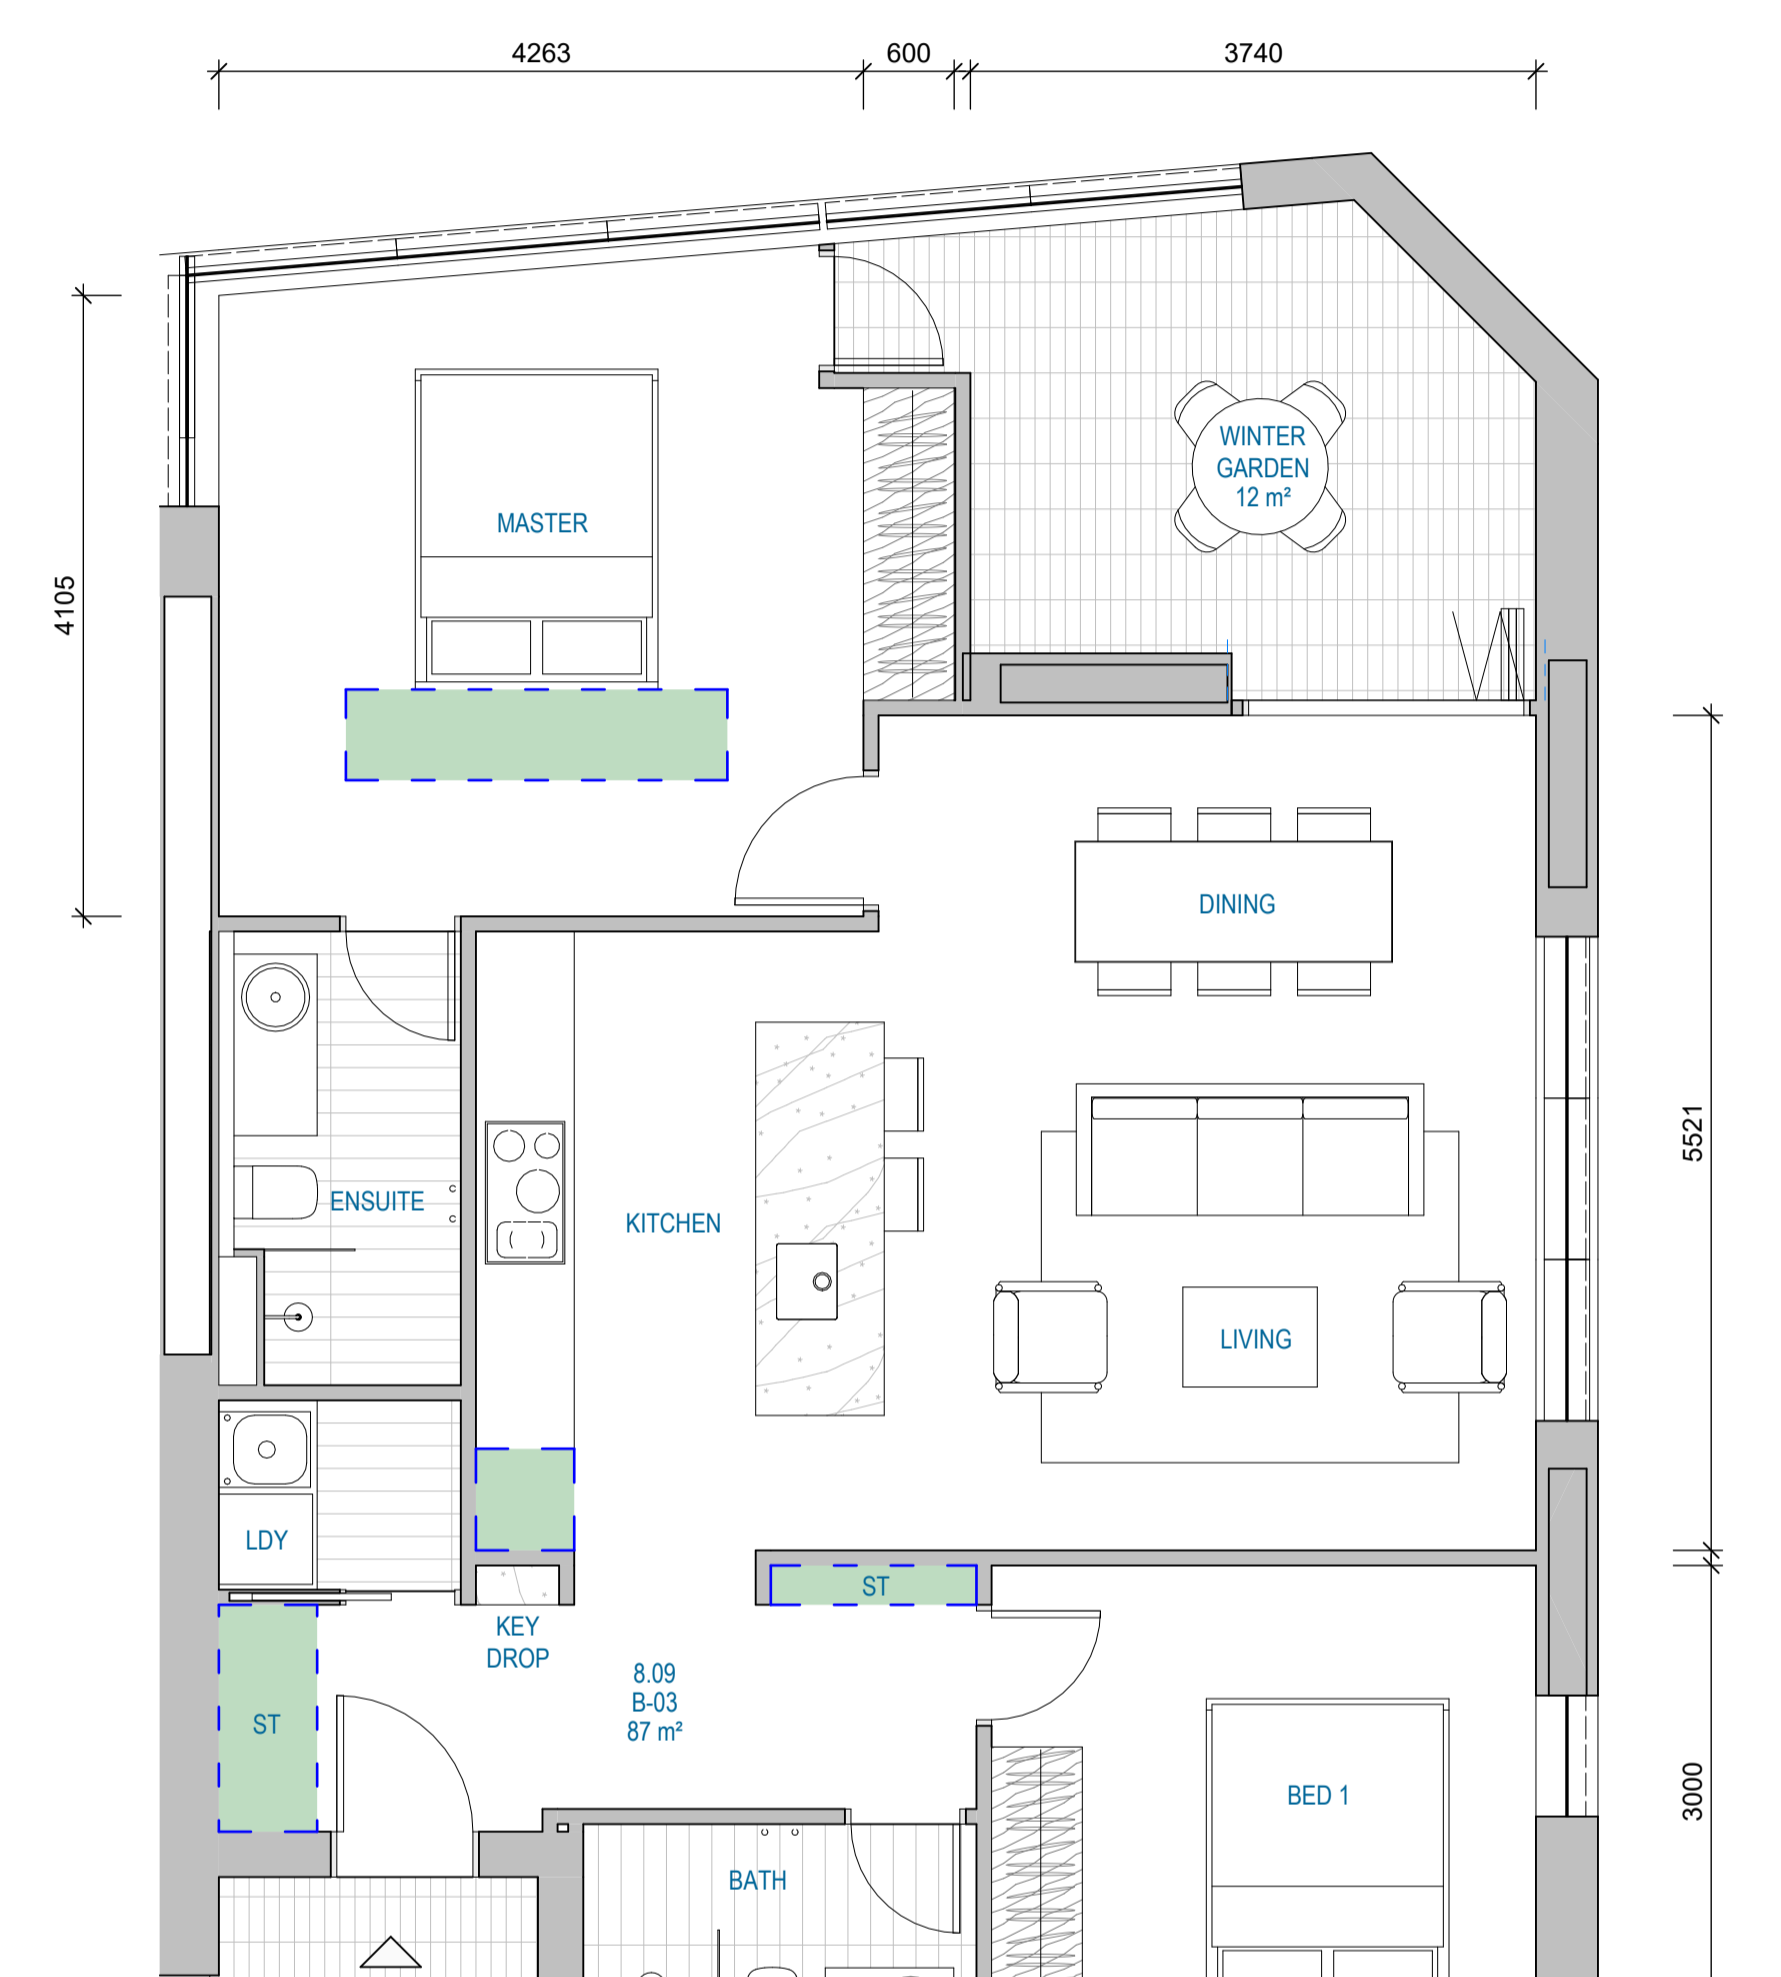 4263
600
3740
4105
WINTER
GARDEN
12 m²
MASTER
DINING
5521
ENSUITE
KITCHEN
LIVING
LDY
ST
KEY
DROP
8.09
B-03
87 m²
ST
3000
BED 1
BATH